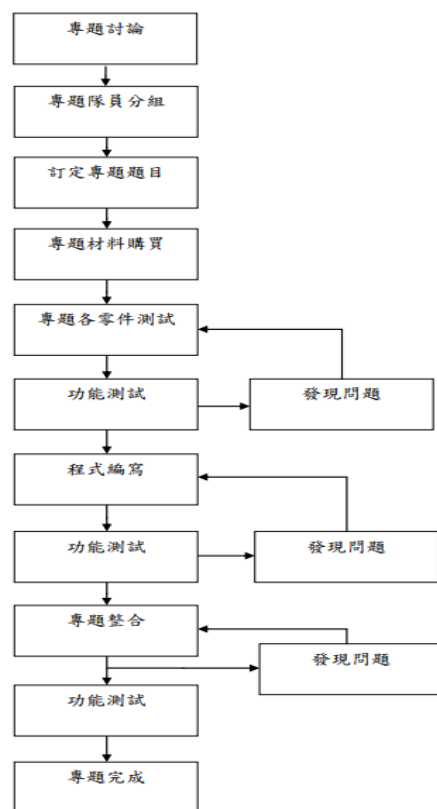 專題討論
專題隊員分組
訂定專題題目
專題材料購買
專題各零件測試
功能測試
發現問題
程式編寫
功能測試
發現問題
專題整合
發現問題
功能測試
專題完成